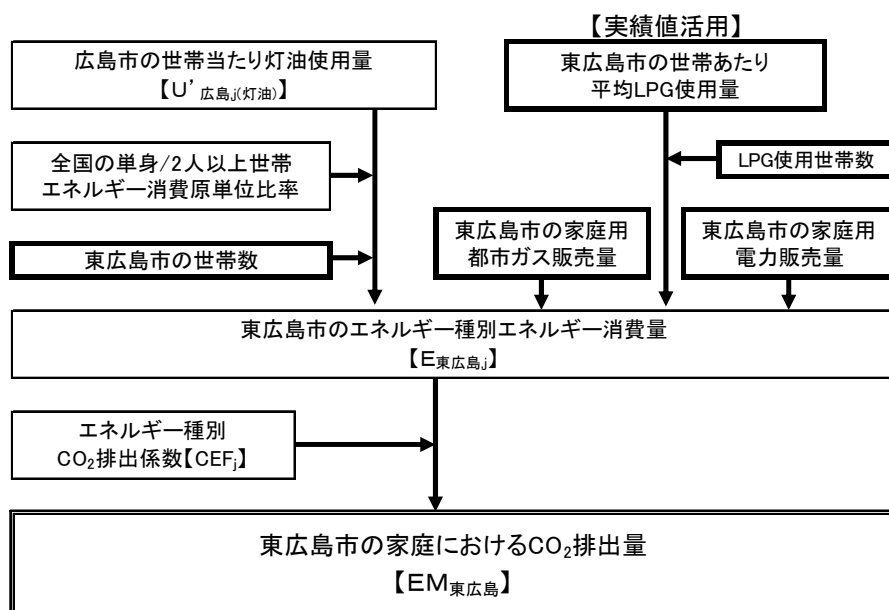 【実績値活用】
広島市の世帯当たり灯油使用量
【U’広島,j(灯油)】
東広島市の世帯あたり
平均LPG使用量
全国の単身/2人以上世帯
エネルギー消費原単位比率
LPG使用世帯数
東広島市の世帯数
東広島市の家庭用
都市ガス販売量
東広島市の家庭用
電力販売量
東広島市のエネルギー種別エネルギー消費量
【E東広島,j】
エネルギー種別
CO₂排出係数【CEFj】
東広島市の家庭におけるCO₂排出量
【EM東広島】